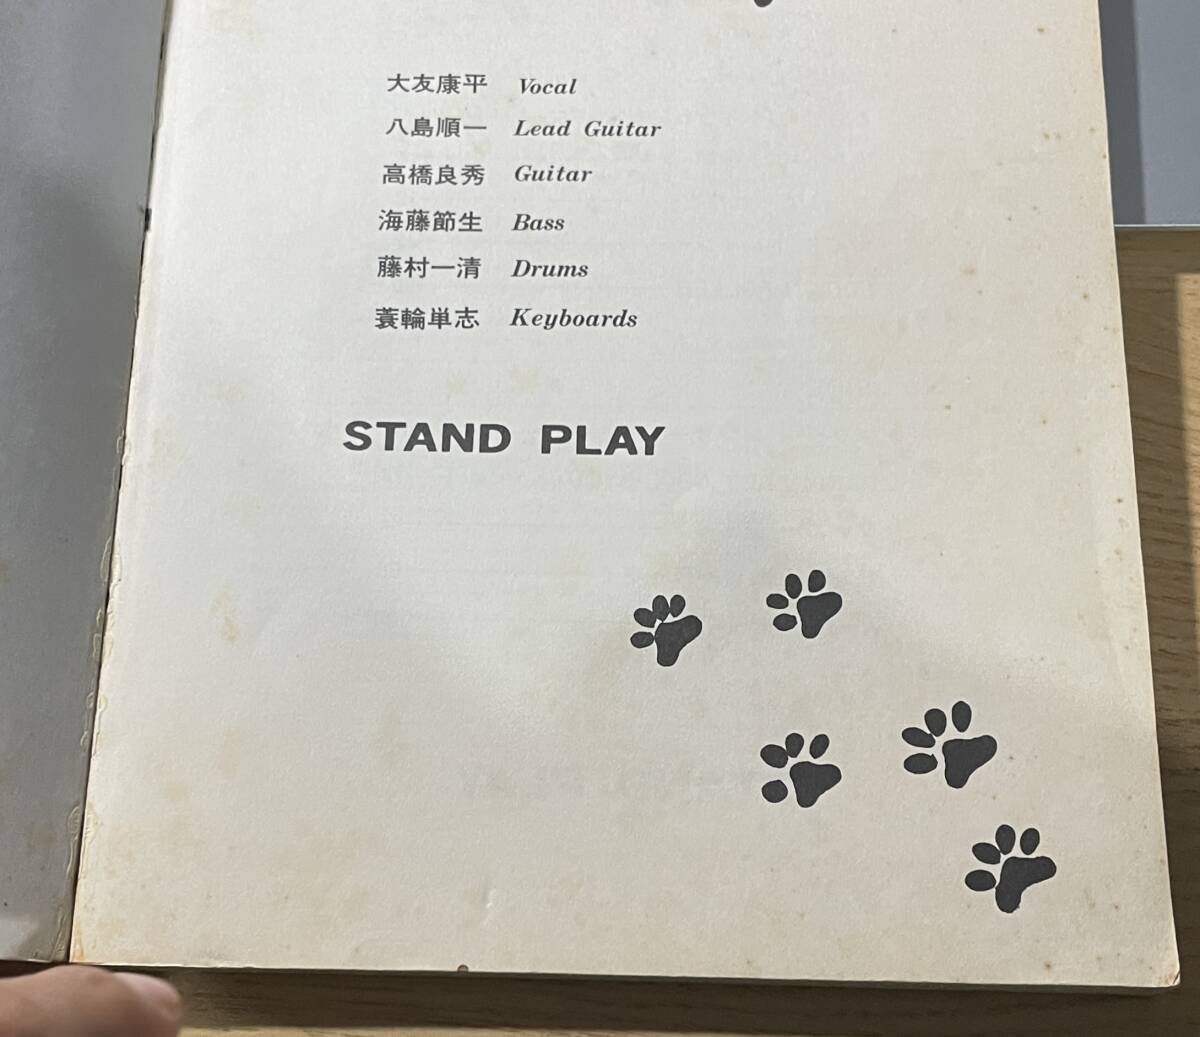 大友康平 Vocal
八島順一 Lead Guitar
高橋良秀 Guitar
海藤節生 Bass
藤村一清 Drums
蓑輪単志 Keyboards
STAND PLAY